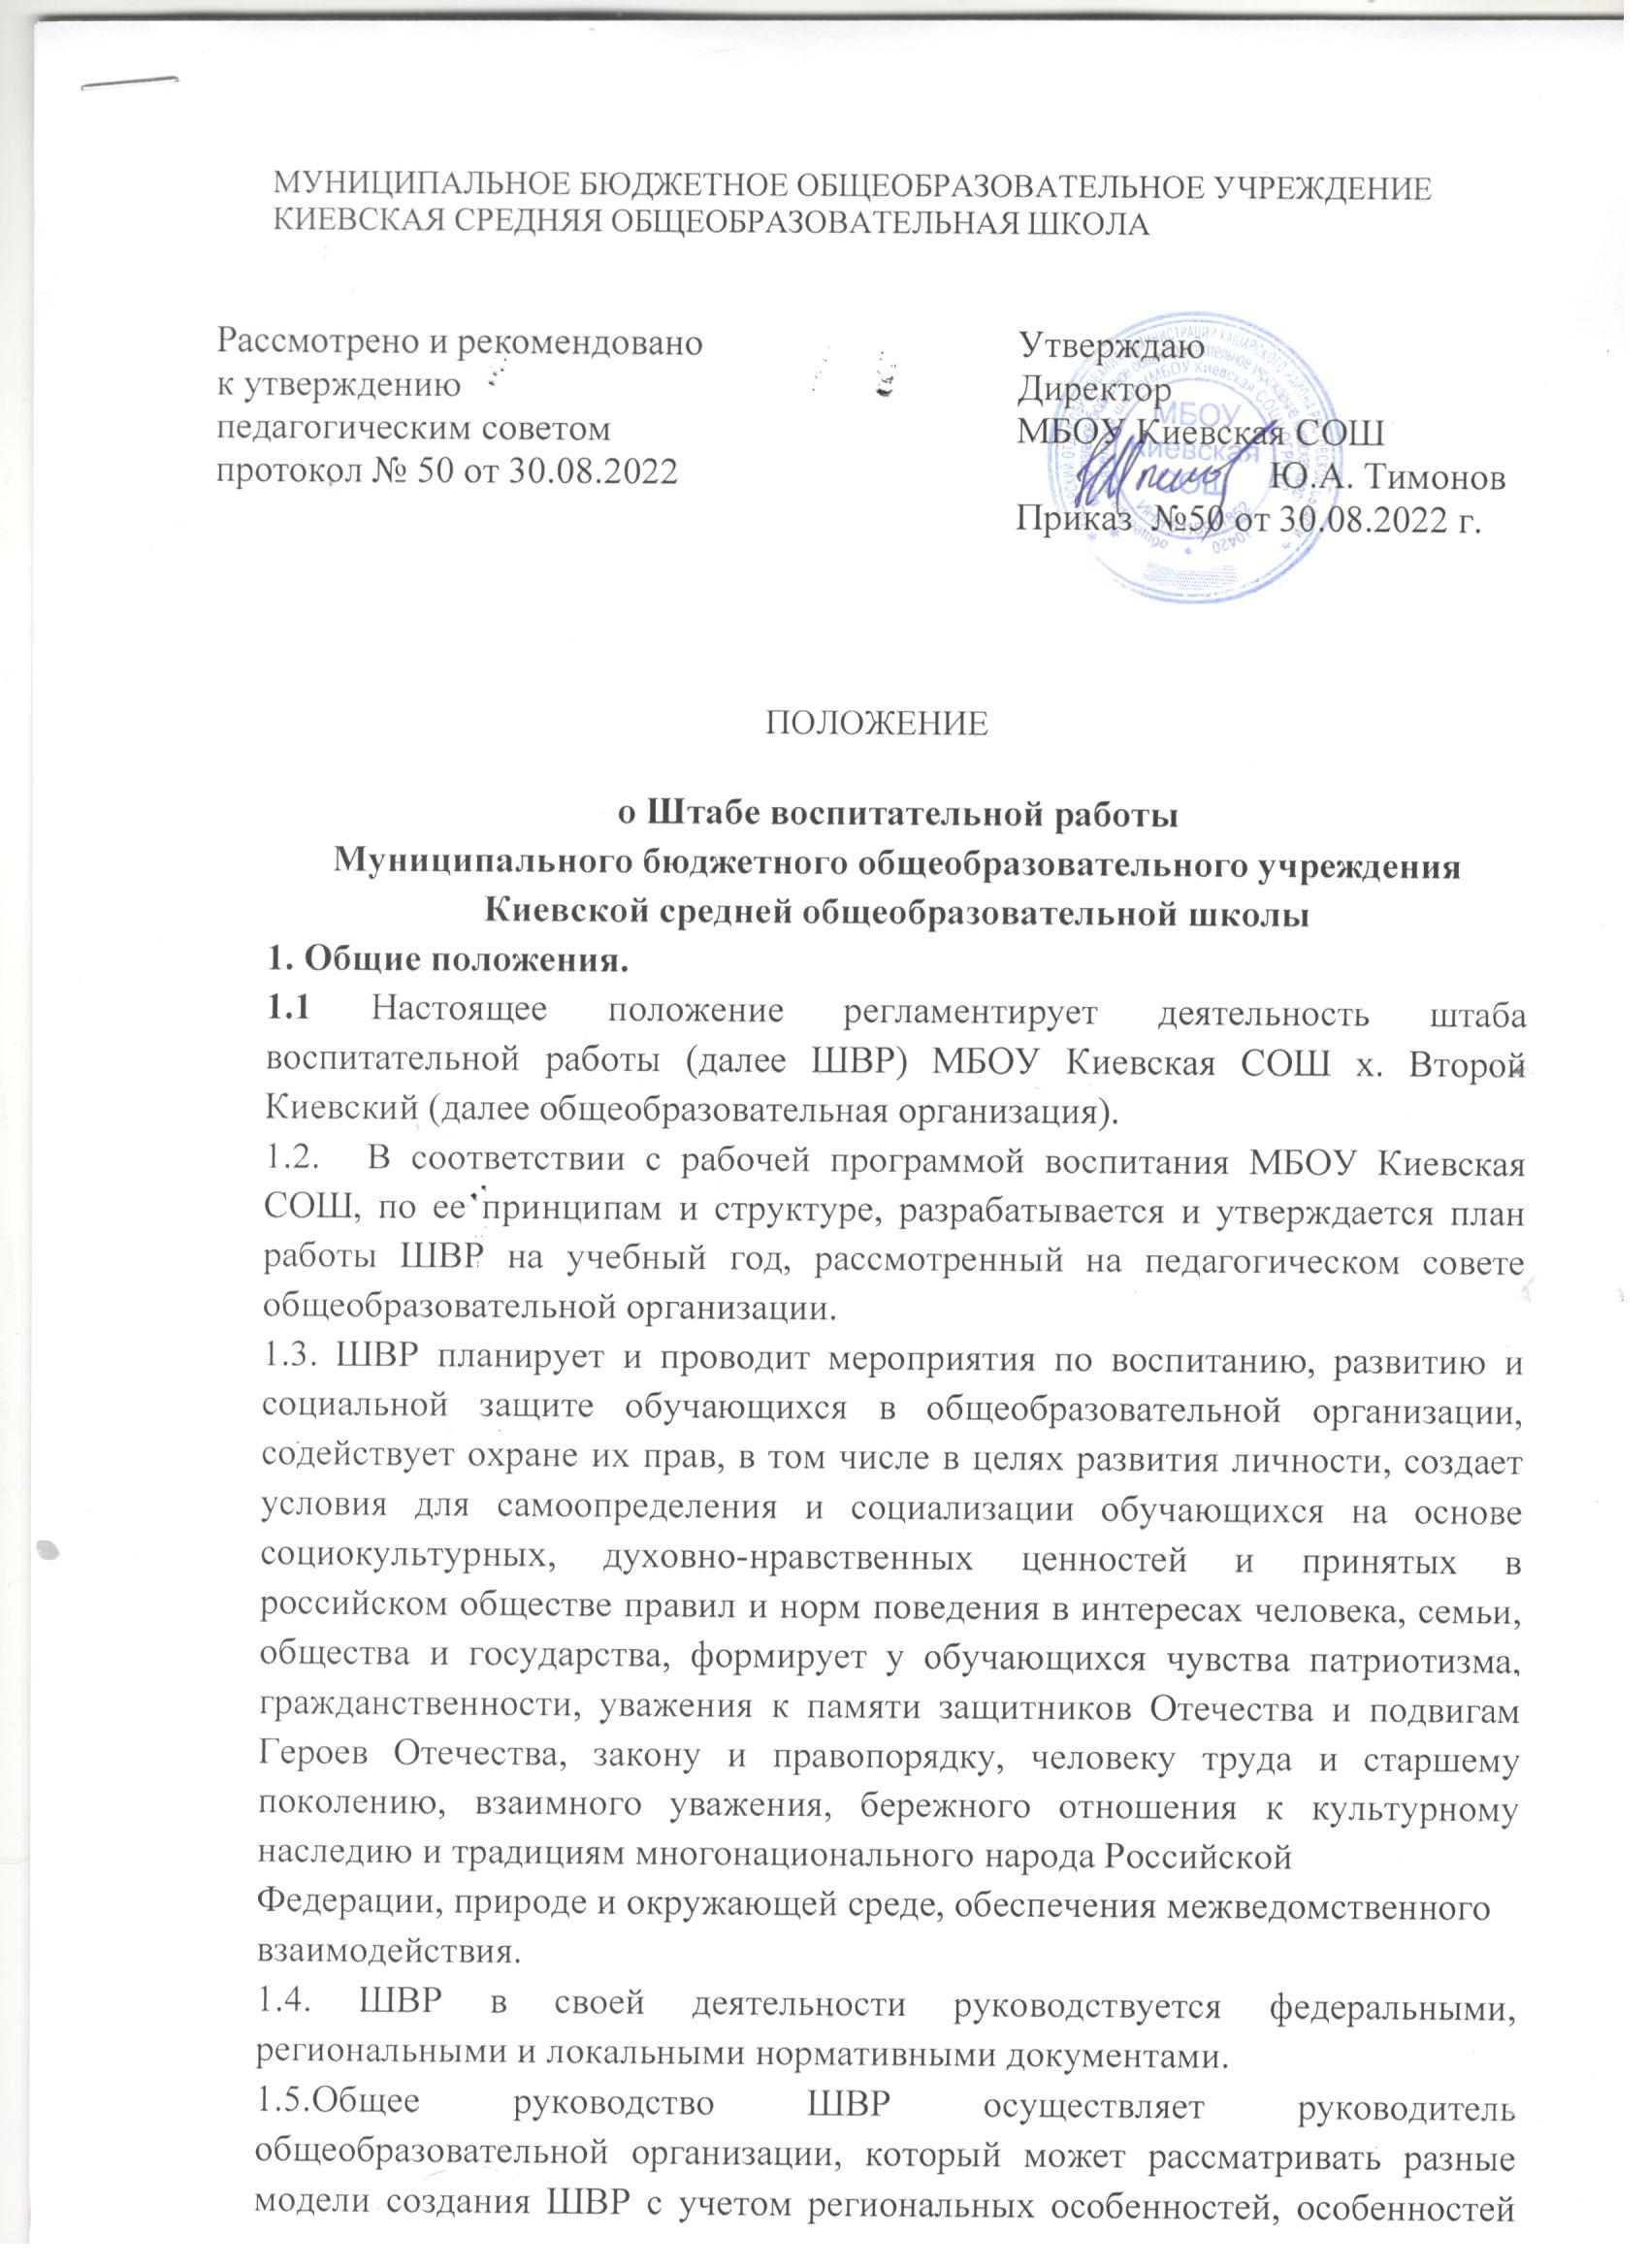 МУНИЦИПАЛЬНОЕ БЮДЖЕТНОЕ ОБЩЕОБРАЗОВАТЕЛЬНОЕ УЧРЕЖДЕНИЕ
КИЕВСКАЯ СРЕДНЯЯ ОБЩЕОБРАЗОВАТЕЛЬНАЯ ШКОЛА
Рассмотрено и рекомендовано
к утверждению
педагогическим советом
протокол № 50 от 30.08.2022
Утверждаю
Директор
МБОУ Киевская СОШ
Ю.А. Тимонов
Приказ №50 от 30.08.2022 г.
МБОУ
Киевская
СОШ
ПОЛОЖЕНИЕ
о Штабе воспитательной работы
Муниципального бюджетного общеобразовательного учреждения
Киевской средней общеобразовательной школы
1. Общие положения.
1.1 Настоящее положение регламентирует деятельность штаба
воспитательной работы (далее ШВР) МБОУ Киевская СОШ х. Второй
Киевский (далее общеобразовательная организация).
1.2. В соответствии с рабочей программой воспитания МБОУ Киевская
СОШ, по ее принципам и структуре, разрабатывается и утверждается план
работы ШВР на учебный год, рассмотренный на педагогическом совете
общеобразовательной организации.
1.3. ШВР планирует и проводит мероприятия по воспитанию, развитию и
социальной защите обучающихся в общеобразовательной организации,
содействует охране их прав, в том числе в целях развития личности, создает
условия для самоопределения и социализации обучающихся на основе
социокультурных, духовно-нравственных ценностей и принятых в
российском обществе правил и норм поведения в интересах человека, семьи,
общества и государства, формирует у обучающихся чувства патриотизма,
гражданственности, уважения к памяти защитников Отечества и подвигам
Героев Отечества, закону и правопорядку, человеку труда и старшему
поколению, взаимного уважения, бережного отношения к культурному
наследию и традициям многонационального народа Российской
Федерации, природе и окружающей среде, обеспечения межведомственного
взаимодействия.
1.4. ШВР в своей деятельности руководствуется федеральными,
региональными и локальными нормативными документами.
1.5.Общее руководство ШВР осуществляет руководитель
общеобразовательной организации, который может рассматривать разные
модели создания ШВР с учетом региональных особенностей, особенностей